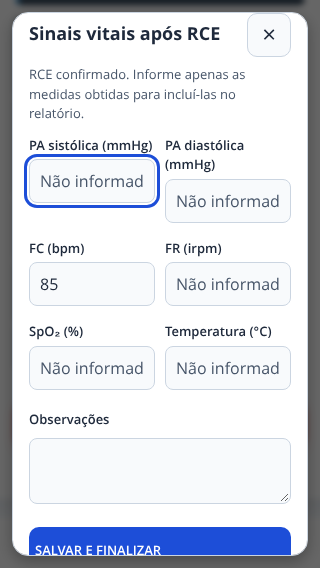 Sinais vitais após RCE
×
RCE confirmado. Informe apenas as
medidas obtidas para incluí-las no
relatório.
PA sistólica (mmHg)
Não informad
PA diastólica
(mmHg)
Não informad
FC (bpm)
85
FR (irpm)
Não informad
SpO₂ (%)
Não informad
Temperatura (°C)
Não informad
Observações
SALVAR E FINALIZAR